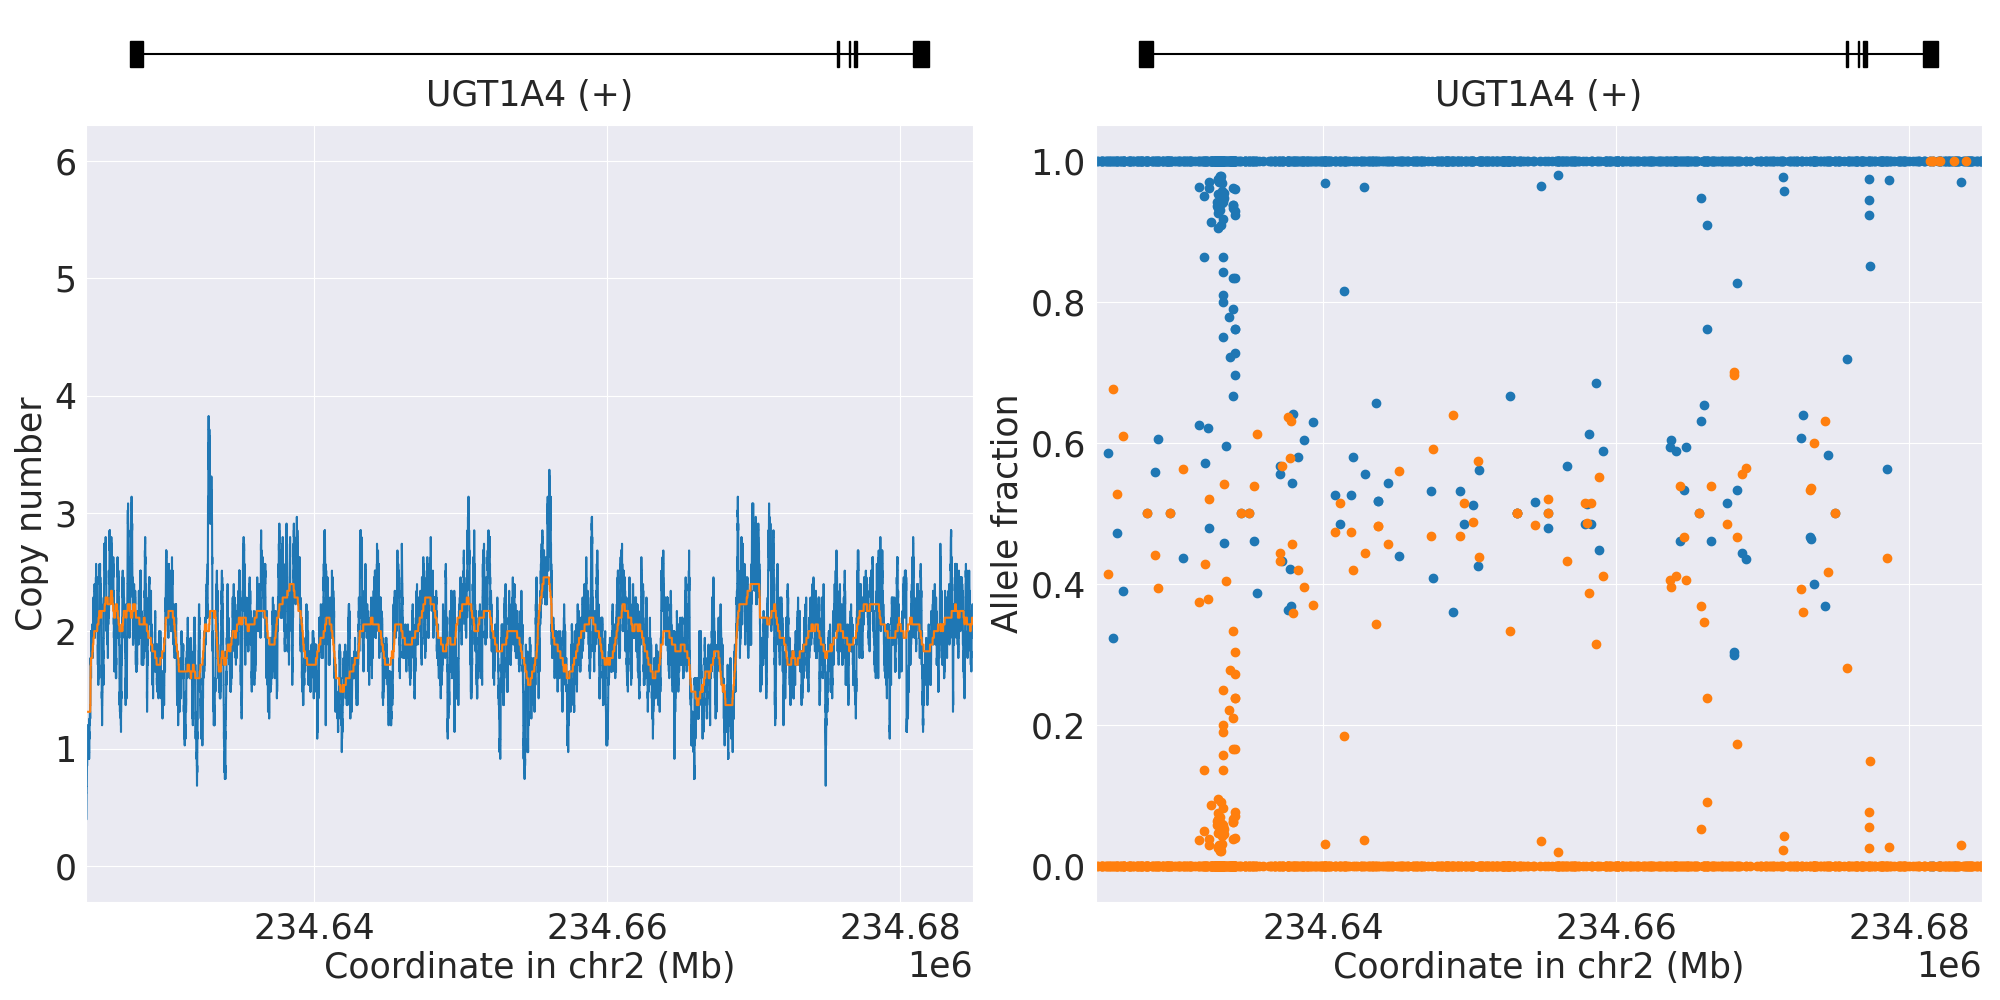 UGT1A4 (+)
UGT1A4 (+)
Copy number
6
5
4
3
2
1
0
234.64
234.66
234.68
Coordinate in chr2 (Mb)
1e6
Allele fraction
1.0
0.8
0.6
0.4
0.2
0.0
234.64
234.66
234.68
Coordinate in chr2 (Mb)
1e6